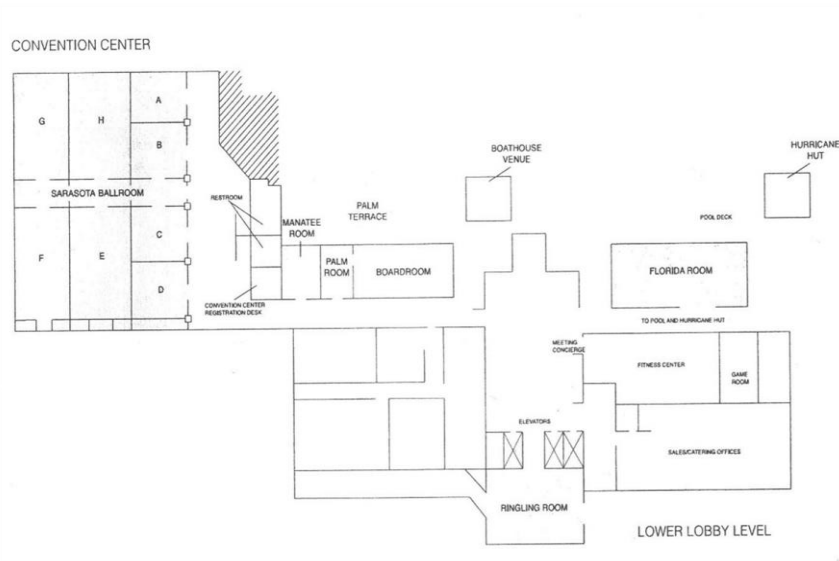 CONVENTION CENTER
G
H
A
B
SARASOTA BALLROOM
F
E
C
D
RESTROOM
MANATEE
ROOM
PALM
TERRACE
PALM
ROOM
BOARDROOM
CONVENTION CENTER
REGISTRATION DESK
BOATHOUSE
VENUE
HURRICANE
HUT
POOL DECK
FLORIDA ROOM
TO POOL AND HURRICANE HUT
MEETING
CONCIERGE
FITNESS CENTER
GAME
ROOM
ELEVATORS
SALES/CATERING OFFICES
RINGLING ROOM
LOWER LOBBY LEVEL